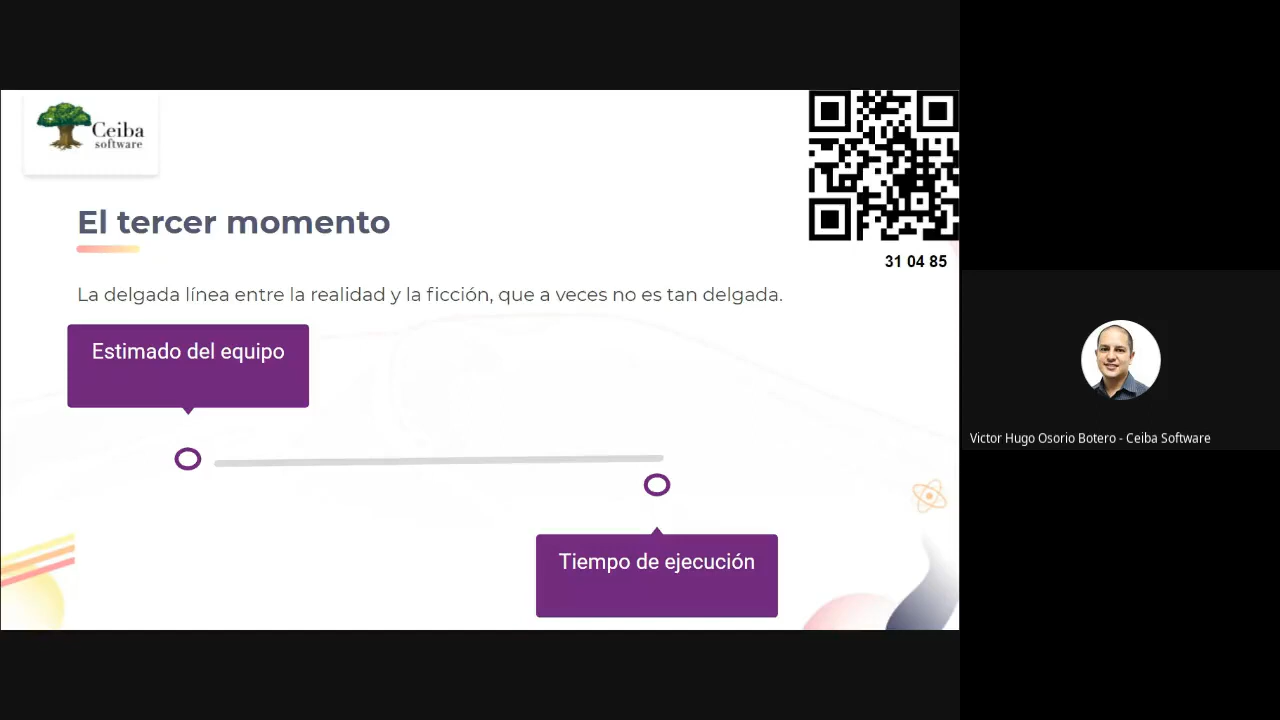 Ceiba
software
31 04 85
El tercer momento
La delgada línea entre la realidad y la ficción, que a veces no es tan delgada.
Estimado del equipo
Tiempo de ejecución
Victor Hugo Osorio Botero - Ceiba Software